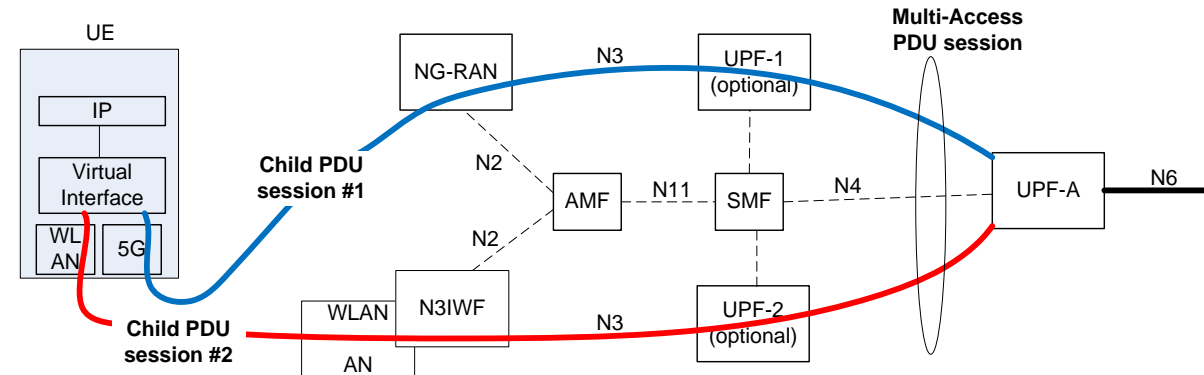 Multi-Access
PDU session
UE
NG-RAN
N3
UPF-1
(optional)
IP
Child PDU
session #1
N2
Virtual
Interface
AMF
N11
SMF
N4
UPF-A
N6
WL
AN
5G
N2
WLAN
N3IWF
AN
Child PDU
session #2
N3
UPF-2
(optional)